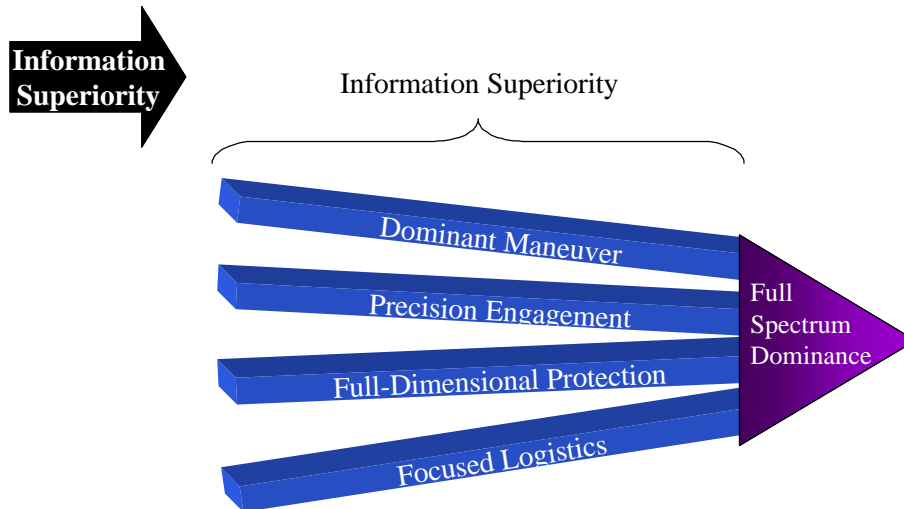 Information
Superiority
Information Superiority
Dominant Maneuver
Precision Engagement
Full-Dimensional Protection
Focused Logistics
Full
Spectrum
Dominance